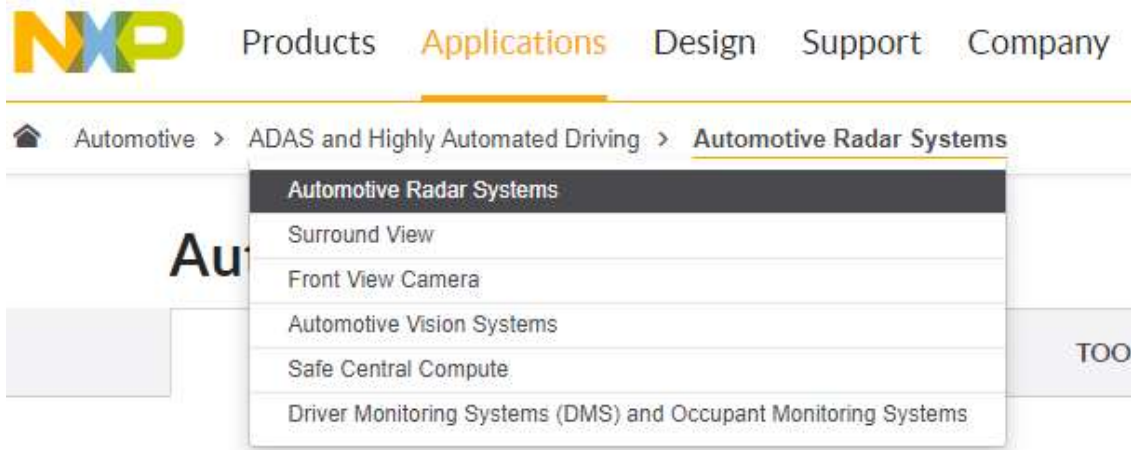 NXP Products Applications Design Support Company
Automotive > ADAS and Highly Automated Driving > Automotive Radar Systems
Automotive Radar Systems
Surround View
Front View Camera
Automotive Vision Systems
Safe Central Compute
Driver Monitoring Systems (DMS) and Occupant Monitoring Systems